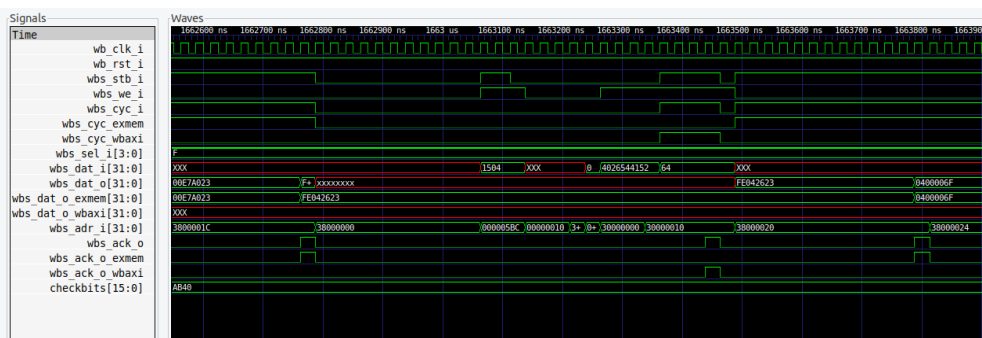 Signals
Waves
Time
1662600 ns 1662700 ns 1662800 ns 1662900 ns 1663 us 1663100 ns 1663200 ns 1663300 ns 1663400 ns 1663500 ns 1663600 ns 1663700 ns 1663800 ns 166390
wb_clk_i
wb_rst_i
wbs_stb_i
wbs_we_i
wbs_cyc_i
wbs_cyc_exmem
wbs_cyc_wbaxi
wbs_sel_i[3:0] F
wbs_dat_i[31:0] XXX 1504 XXX 0 4026544152 64 XXX
wbs_dat_o[31:0] 00E7A023 F+ xxxxxxxx FE042623 0400006F
wbs_dat_o_exmem[31:0] 00E7A023 FE042623 0400006F
wbs_dat_o_wbaxi[31:0] XXX
wbs_adr_i[31:0] 3800001C 38000000 000005BC 00000010 3+ 0+ 30000000 30000010 38000020 38000024
wbs_ack_o
wbs_ack_o_exmem
wbs_ack_o_wbaxi
checkbits[15:0] AB40